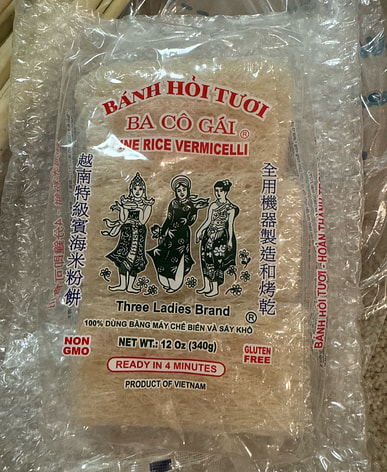 BÁNH HỎI TƯƠI
BA CÔ GÁI ®
FINE RICE VERMICELLI
越南特級賓海米粉餅
全用機器製造和烤乾
Three Ladies Brand ®
100% DÙNG BẰNG MÁY CHẾ BIẾN VÀ SẤY KHÔ
NON
GMO
NET.: 12 Oz (340g)
GLUTEN
FREE
READY IN 4 MINUTES
PRODUCT OF VIETNAM
BÁNH HỎI TƯƠI - HOÀN THÀNH